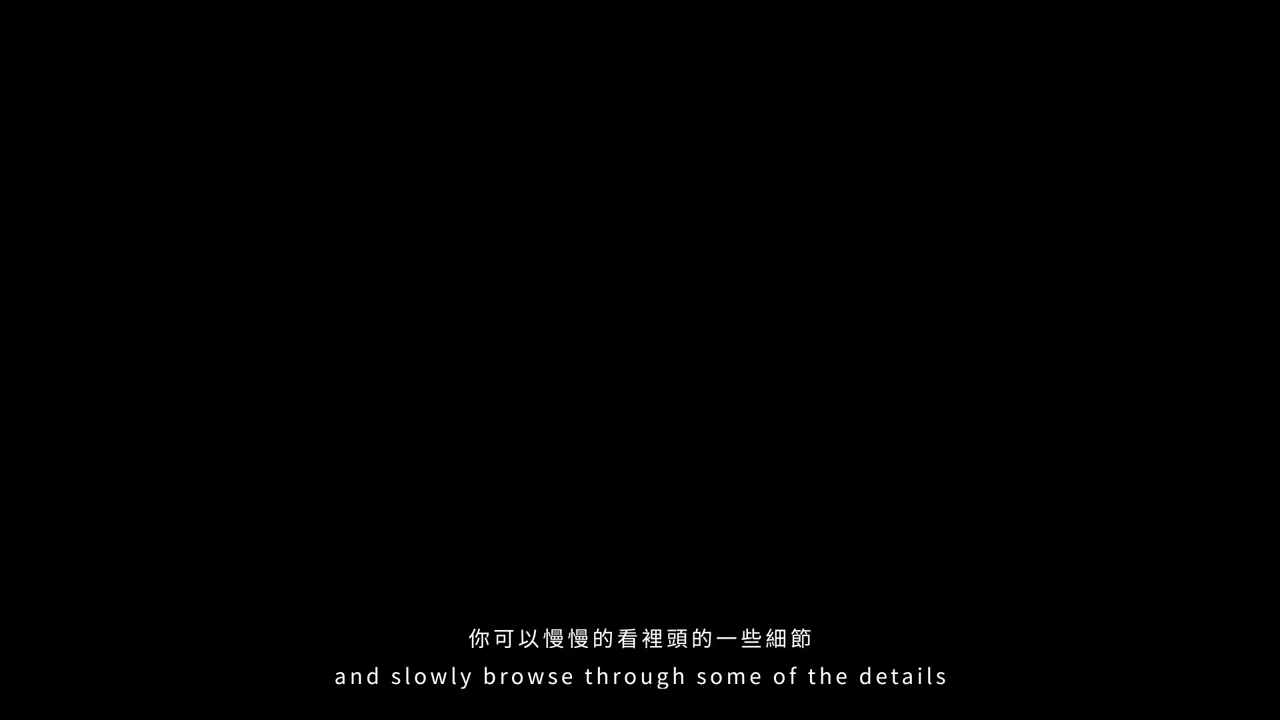 你可以慢慢的看裡頭的一些細節
and slowly browse through some of the details